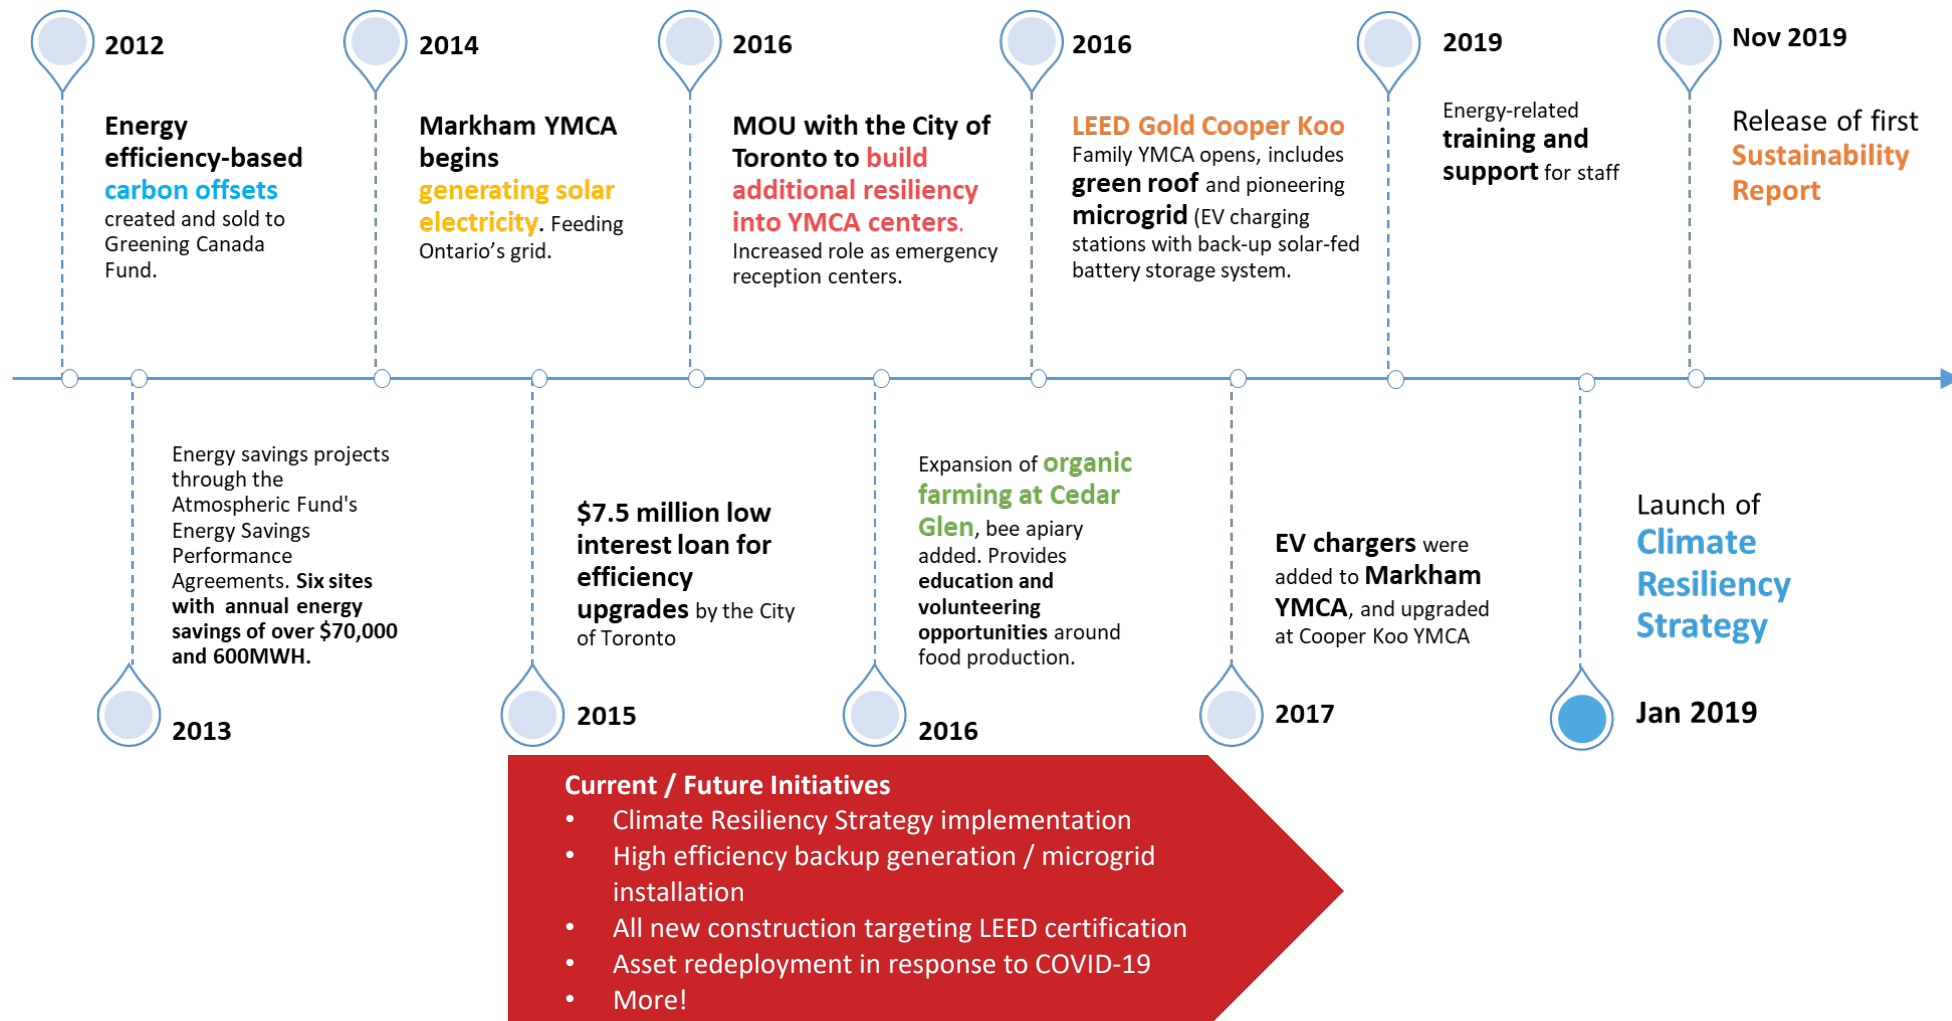 2012
Energy
efficiency-based
carbon offsets
created and sold to
Greening Canada
Fund.
2014
Markham YMCA
begins
generating solar
electricity. Feeding
Ontario's grid.
2016
MOU with the City of
Toronto to build
additional resiliency
into YMCA centers.
Increased role as emergency
reception centers.
2016
LEED Gold Cooper Koo
Family YMCA opens, includes
green roof and pioneering
microgrid (EV charging
stations with back-up solar-fed
battery storage system.
2019
Energy-related
training and
support for staff
Nov 2019
Release of first
Sustainability
Report
Energy savings projects
through the
Atmospheric Fund's
Energy Savings
Performance
Agreements. Six sites
with annual energy
savings of over $70,000
and 600MWH.
2013
$7.5 million low
interest loan for
efficiency
upgrades by the City
of Toronto
2015
Expansion of organic
farming at Cedar
Glen, bee apiary
added. Provides
education and
volunteering
opportunities around
food production.
2016
EV chargers were
added to Markham
YMCA, and upgraded
at Cooper Koo YMCA
2017
Launch of
Climate
Resiliency
Strategy
Jan 2019
Current / Future Initiatives
• Climate Resiliency Strategy implementation
• High efficiency backup generation / microgrid
installation
• All new construction targeting LEED certification
• Asset redeployment in response to COVID-19
• More!